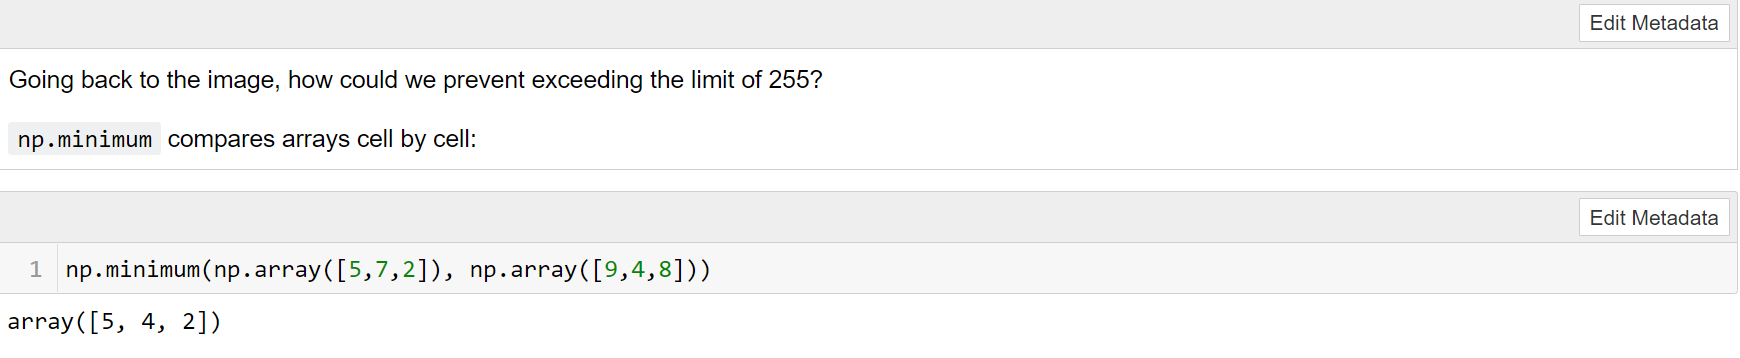 Edit Metadata
Going back to the image, how could we prevent exceeding the limit of 255?
np.minimum compares arrays cell by cell:
Edit Metadata
1 np.minimum(np.array([5,7,2]), np.array([9,4,8]))
array([5, 4, 2])